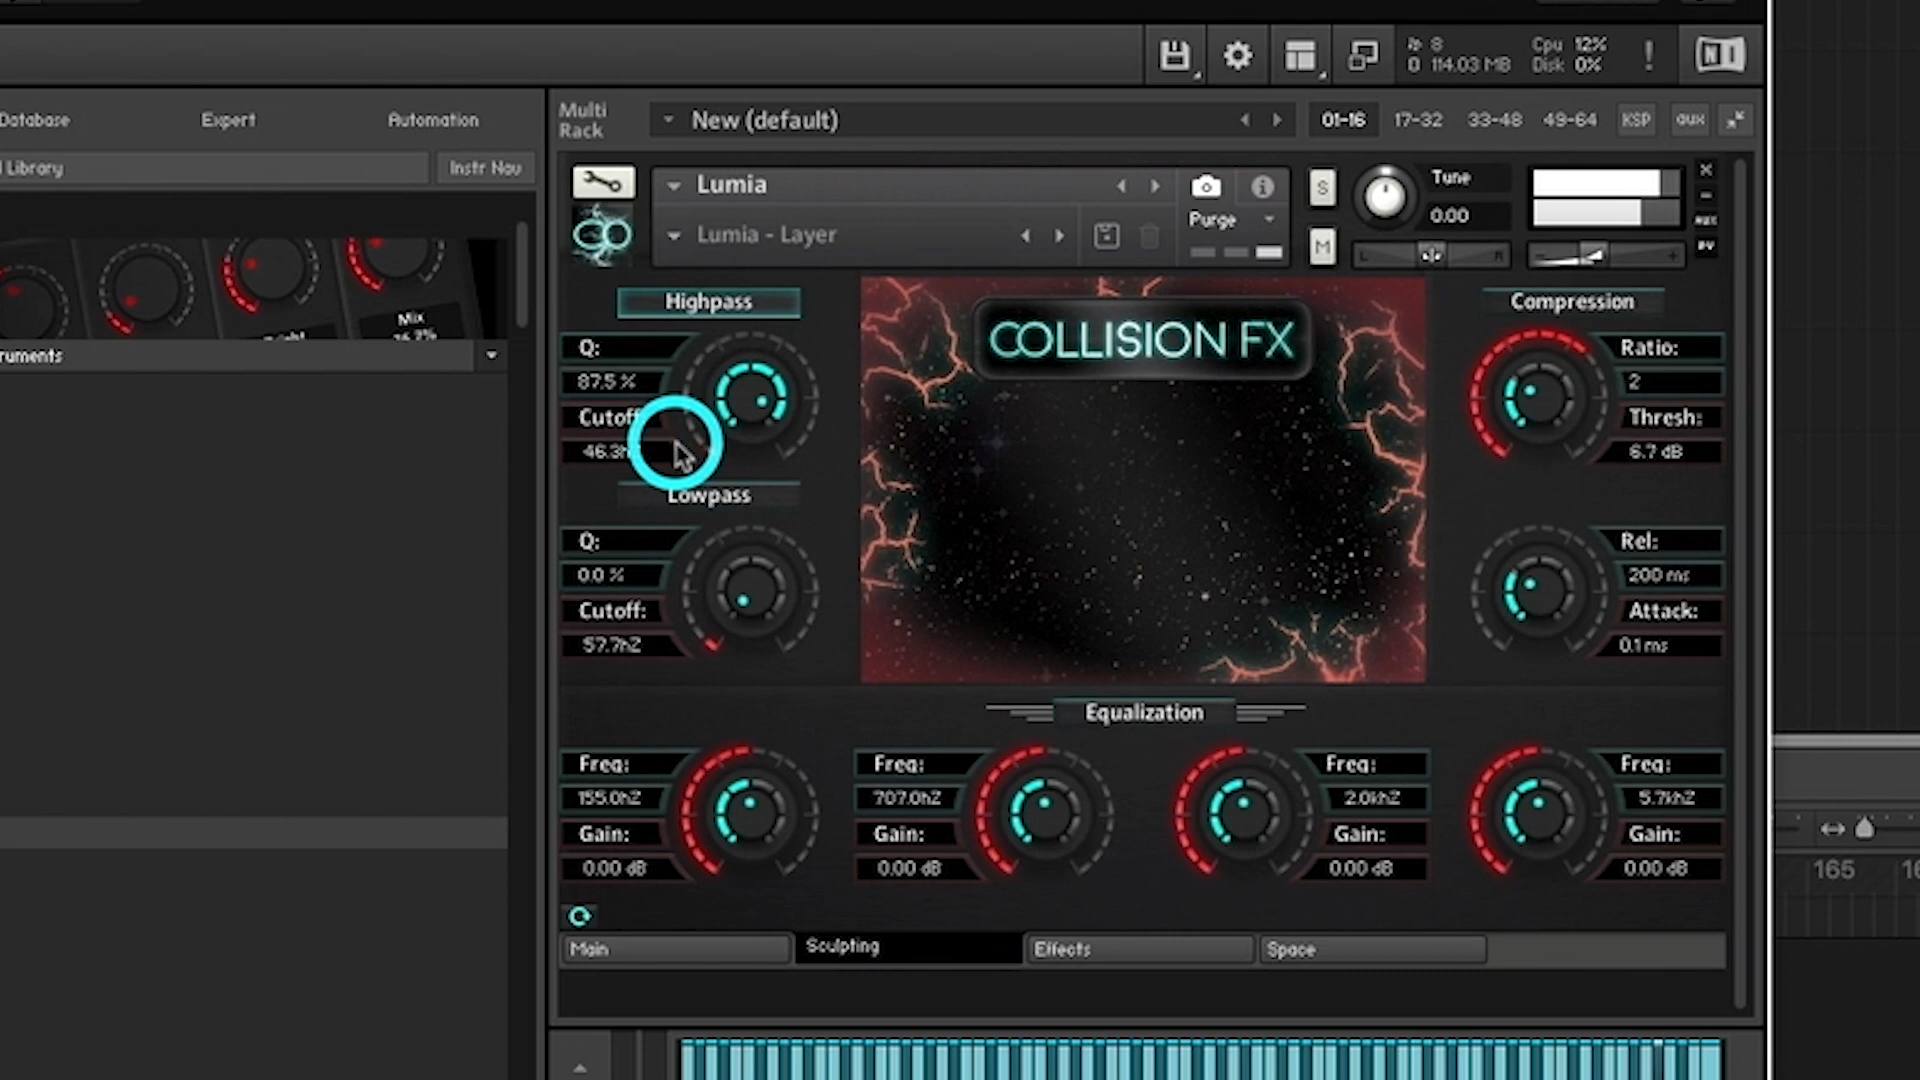 8
114.03 MB
Cpu 12%
Disk 0%
!
NI
Database
Expert
Automation
Multi
Rack
New (default)
01-16
17-32
33-48
49-64
KSP
aux
Library
Instr Nav
Lumia
S
Tune
Purge
0.00
Lumia - Layer
M
L
R
AUX
PV
Highpass
COLLISION FX
Compression
Q:
87.5 %
Cutoff
46.3h
Ratio:
2
Thresh:
6.7 dB
Mix
ruments
Lowpass
Q:
0.0 %
Cutoff:
57.7hZ
Rel:
200 ms
Attack:
0.1 ms
Equalization
Freq:
155.0hZ
Gain:
0.00 dB
Freq:
707.0hZ
Gain:
0.00 dB
Freq:
2.0khZ
Gain:
0.00 dB
Freq:
5.7khZ
Gain:
0.00 dB
165
Main
Sculpting
Effects
Space